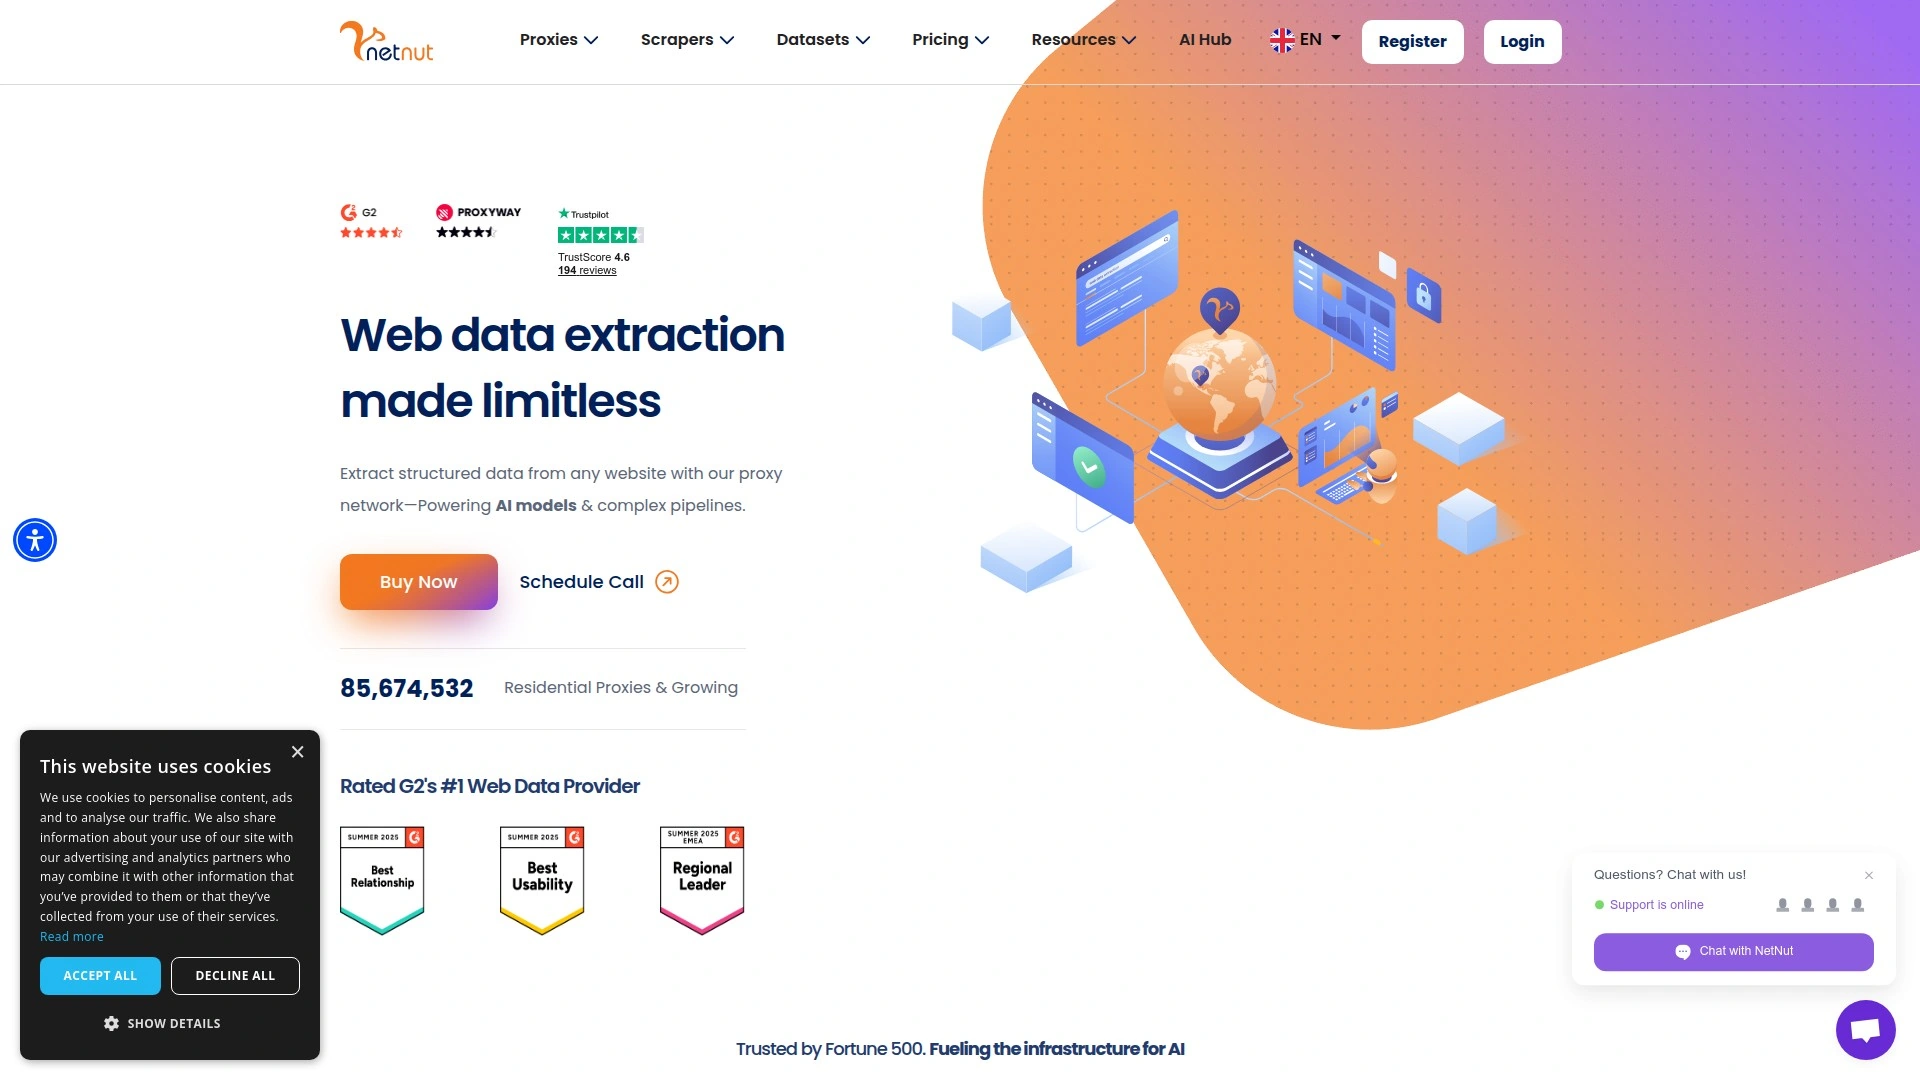 netnut
Proxies
Scrapers
Datasets
Pricing
Resources
AI Hub
EN
Register
Login
G2
PROXYWAY
Trustpilot
TrustScore 4.6
194 reviews
Web data extraction
made limitless
Extract structured data from any website with our proxy
network—Powering AI models & complex pipelines.
Buy Now
Schedule Call
85,674,532
Residential Proxies & Growing
Rated G2's #1 Web Data Provider
SUMMER 2025
Best
Relationship
SUMMER 2025
Best
Usability
SUMMER 2025
EMEA
Regional
Leader
Trusted by Fortune 500. Fueling the infrastructure for AI
This website uses cookies
We use cookies to personalise content, ads
and to analyse our traffic. We also share
information about your use of our site with
our advertising and analytics partners who
may combine it with other information that
you've provided to them or that they've
collected from your use of their services.
Read more
ACCEPT ALL
DECLINE ALL
SHOW DETAILS
Questions? Chat with us!
Support is online
Chat with NetNut